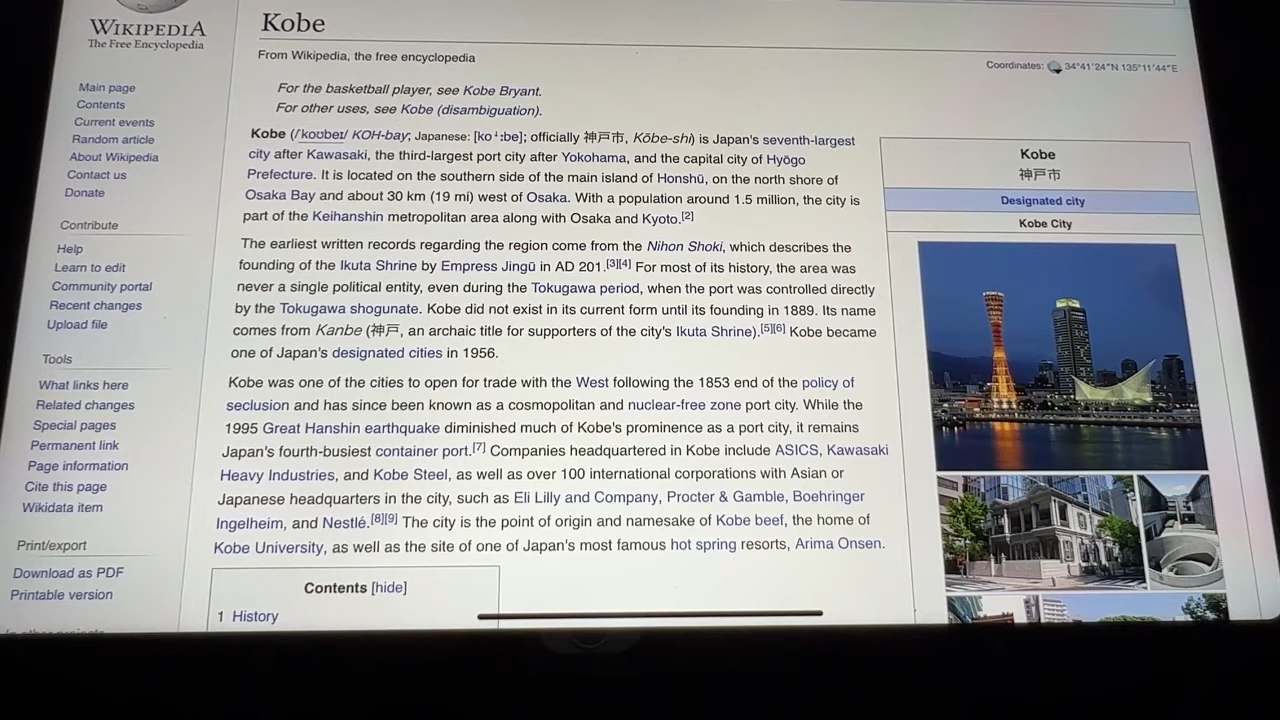 WIKIPEDIA
The Free Encyclopedia
Main page
Contents
Current events
Random article
About Wikipedia
Contact us
Donate
Contribute
Help
Learn to edit
Community portal
Recent changes
Upload file
Tools
What links here
Related changes
Special pages
Permanent link
Page information
Cite this page
Wikidata item
Print/export
Download as PDF
Printable version
Kobe
From Wikipedia, the free encyclopedia
Coordinates: 34°41′24″N 135°11′44″E
For the basketball player, see Kobe Bryant.
For other uses, see Kobe (disambiguation).
Kobe (/ˈkoʊbeɪ/ KOH-bay; Japanese: [koꜜːbe]; officially 神戸市, Kōbe-shi) is Japan's seventh-largest
city after Kawasaki, the third-largest port city after Yokohama, and the capital city of Hyōgo
Prefecture. It is located on the southern side of the main island of Honshū, on the north shore of
Osaka Bay and about 30 km (19 mi) west of Osaka. With a population around 1.5 million, the city is
part of the Keihanshin metropolitan area along with Osaka and Kyoto.[2]
The earliest written records regarding the region come from the Nihon Shoki, which describes the
founding of the Ikuta Shrine by Empress Jingū in AD 201.[3][4] For most of its history, the area was
never a single political entity, even during the Tokugawa period, when the port was controlled directly
by the Tokugawa shogunate. Kobe did not exist in its current form until its founding in 1889. Its name
comes from Kanbe (神戸, an archaic title for supporters of the city's Ikuta Shrine).[5][6] Kobe became
one of Japan's designated cities in 1956.
Kobe was one of the cities to open for trade with the West following the 1853 end of the policy of
seclusion and has since been known as a cosmopolitan and nuclear-free zone port city. While the
1995 Great Hanshin earthquake diminished much of Kobe's prominence as a port city, it remains
Japan's fourth-busiest container port.[7] Companies headquartered in Kobe include ASICS, Kawasaki
Heavy Industries, and Kobe Steel, as well as over 100 international corporations with Asian or
Japanese headquarters in the city, such as Eli Lilly and Company, Procter & Gamble, Boehringer
Ingelheim, and Nestlé.[8][9] The city is the point of origin and namesake of Kobe beef, the home of
Kobe University, as well as the site of one of Japan's most famous hot spring resorts, Arima Onsen.
Contents [hide]
1 History
Kobe
神戸市
Designated city
Kobe City